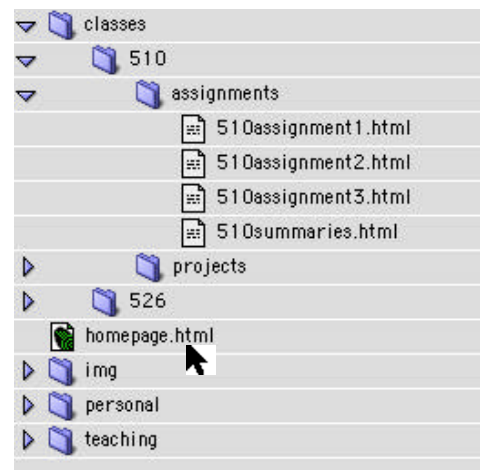 classes
510
assignments
510assignment1.html
510assignment2.html
510assignment3.html
510summaries.html
projects
526
homepage.html
img
personal
teaching